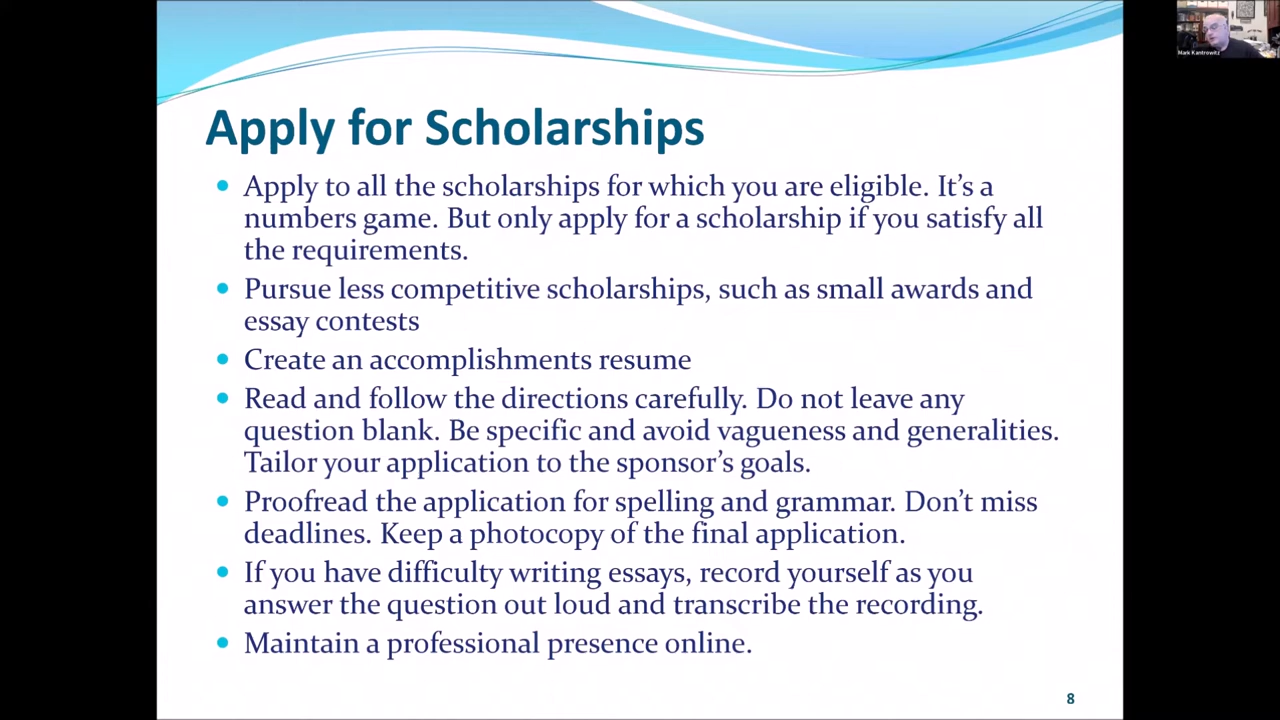 Mark Kantrowitz
Apply for Scholarships
• Apply to all the scholarships for which you are eligible. It’s a
numbers game. But only apply for a scholarship if you satisfy all
the requirements.
• Pursue less competitive scholarships, such as small awards and
essay contests
• Create an accomplishments resume
• Read and follow the directions carefully. Do not leave any
question blank. Be specific and avoid vagueness and generalities.
Tailor your application to the sponsor’s goals.
• Proofread the application for spelling and grammar. Don’t miss
deadlines. Keep a photocopy of the final application.
• If you have difficulty writing essays, record yourself as you
answer the question out loud and transcribe the recording.
• Maintain a professional presence online.
8